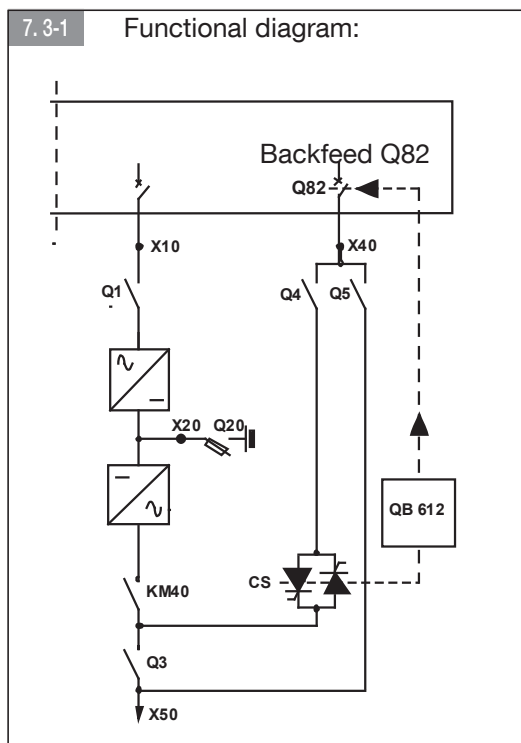 7.3-1 Functional diagram:
Backfeed Q82
Q82
X10
X40
Q1
Q4
Q5
X20
Q20
QB 612
CS
KM40
Q3
X50